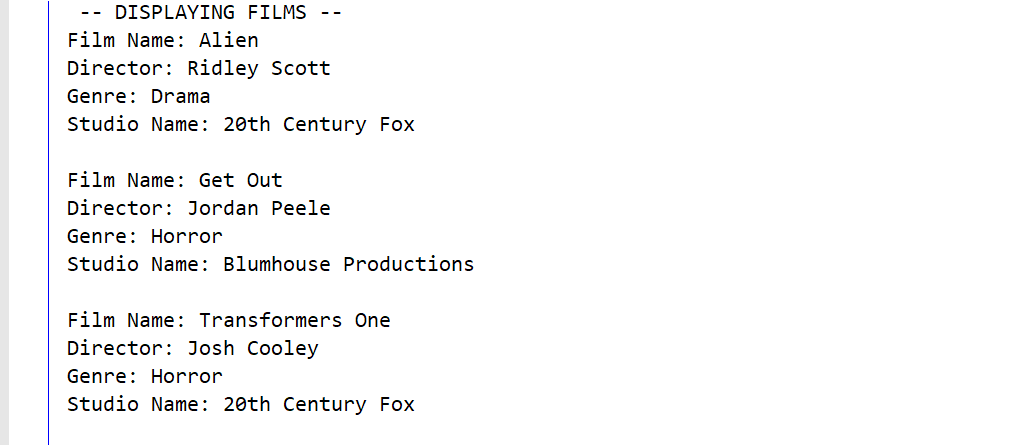 -- DISPLAYING FILMS --
Film Name: Alien
Director: Ridley Scott
Genre: Drama
Studio Name: 20th Century Fox
Film Name: Get Out
Director: Jordan Peele
Genre: Horror
Studio Name: Blumhouse Productions
Film Name: Transformers One
Director: Josh Cooley
Genre: Horror
Studio Name: 20th Century Fox